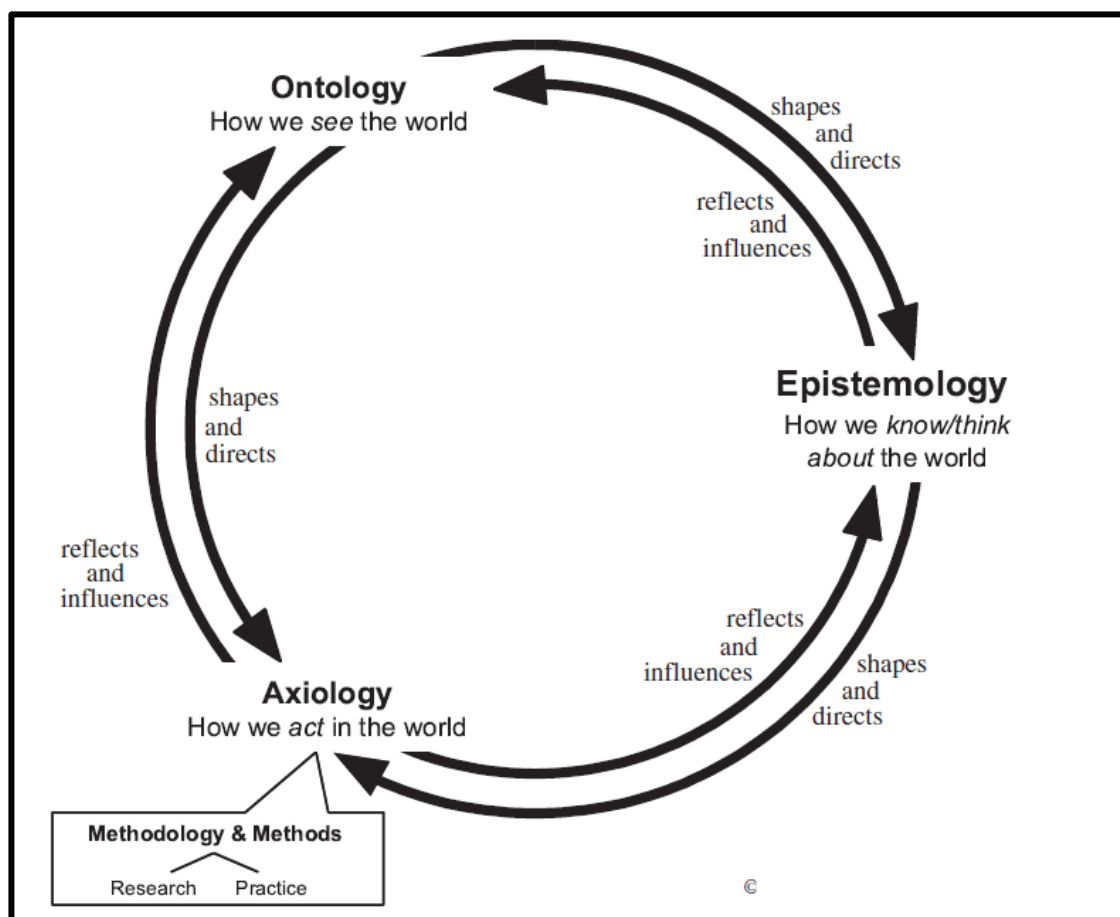 Ontology
How we see the world
shapes
and
directs
reflects
and
influences
Epistemology
How we know/think
about the world
shapes
and
directs
reflects
and
influences
reflects
and
influences
shapes
and
directs
Axiology
How we act in the world
Methodology & Methods
Research Practice
©